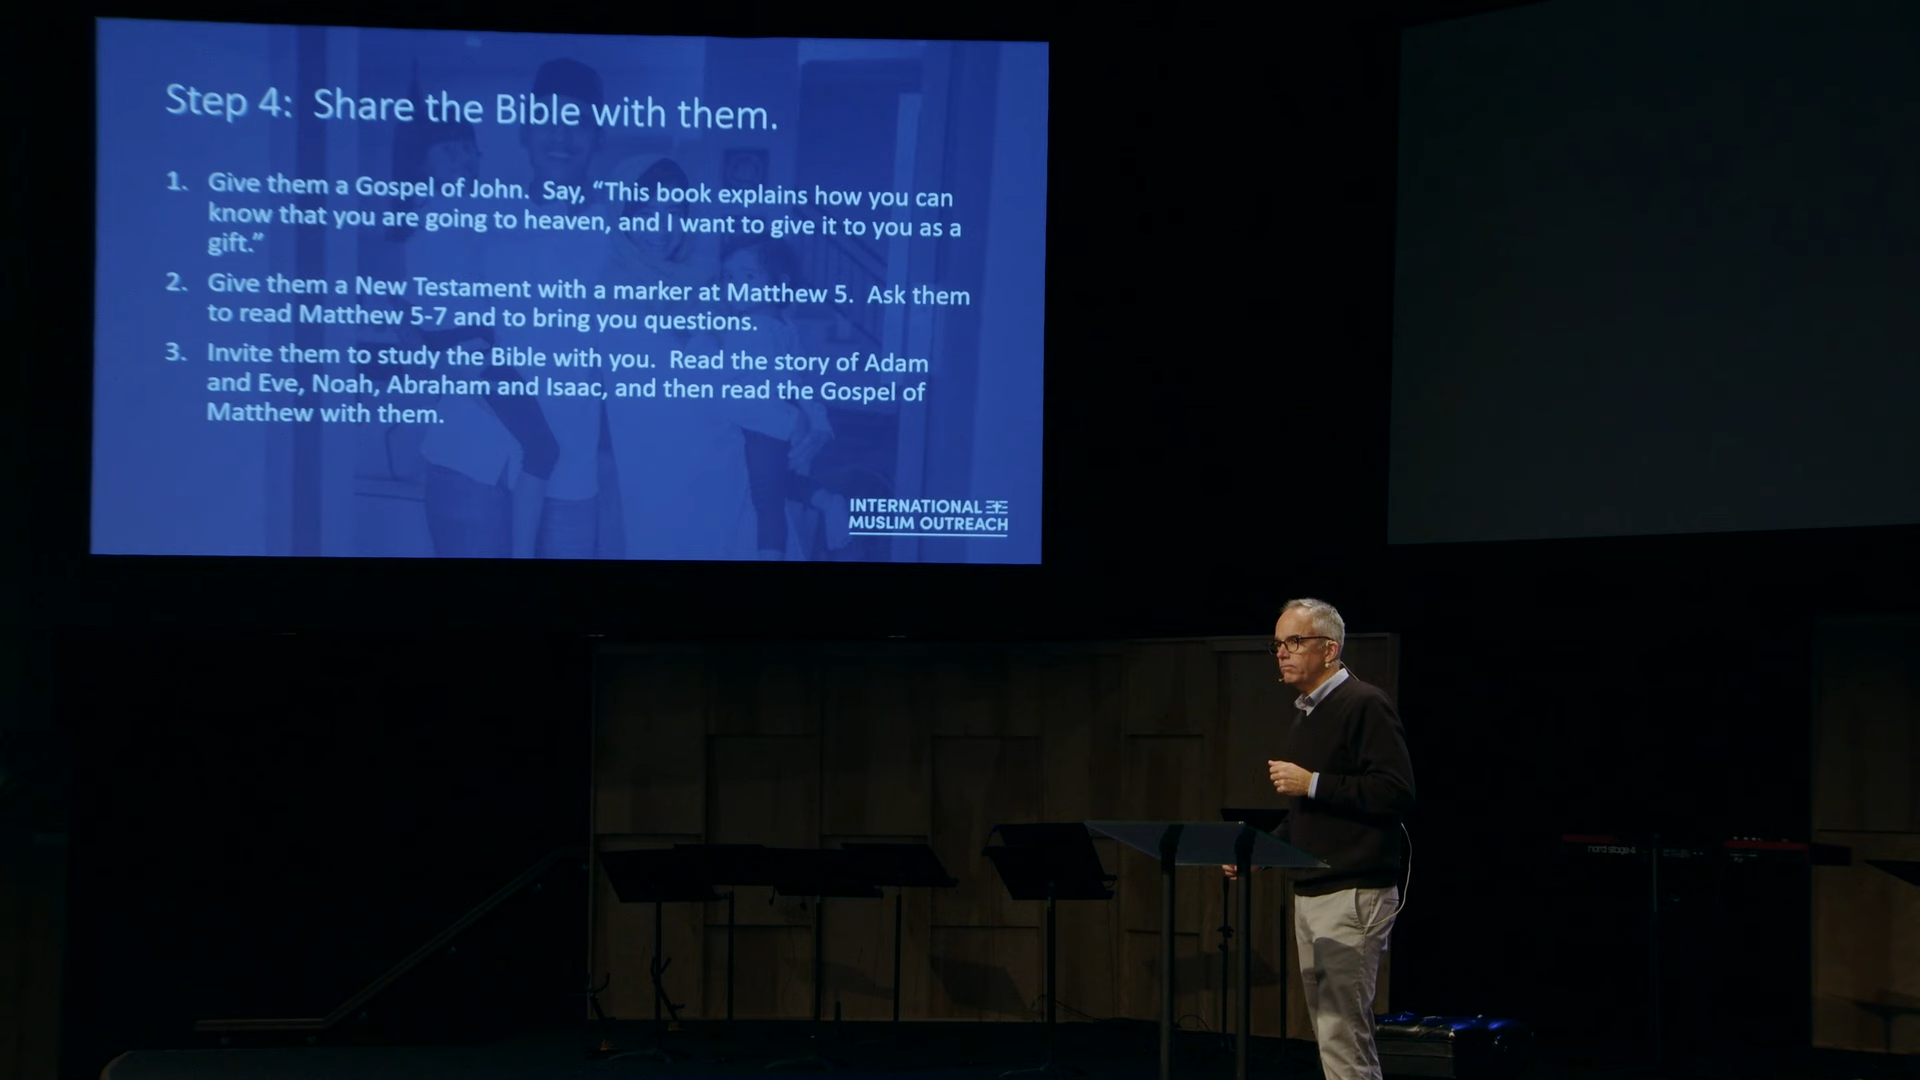 Step 4:  Share the Bible with them.
1. Give them a Gospel of John.  Say, “This book explains how you can
know that you are going to heaven, and I want to give it to you as a
gift.”
2. Give them a New Testament with a marker at Matthew 5.  Ask them
to read Matthew 5-7 and to bring you questions.
3. Invite them to study the Bible with you.  Read the story of Adam
and Eve, Noah, Abraham and Isaac, and then read the Gospel of
Matthew with them.
INTERNATIONAL
MUSLIM OUTREACH
nord stage 4